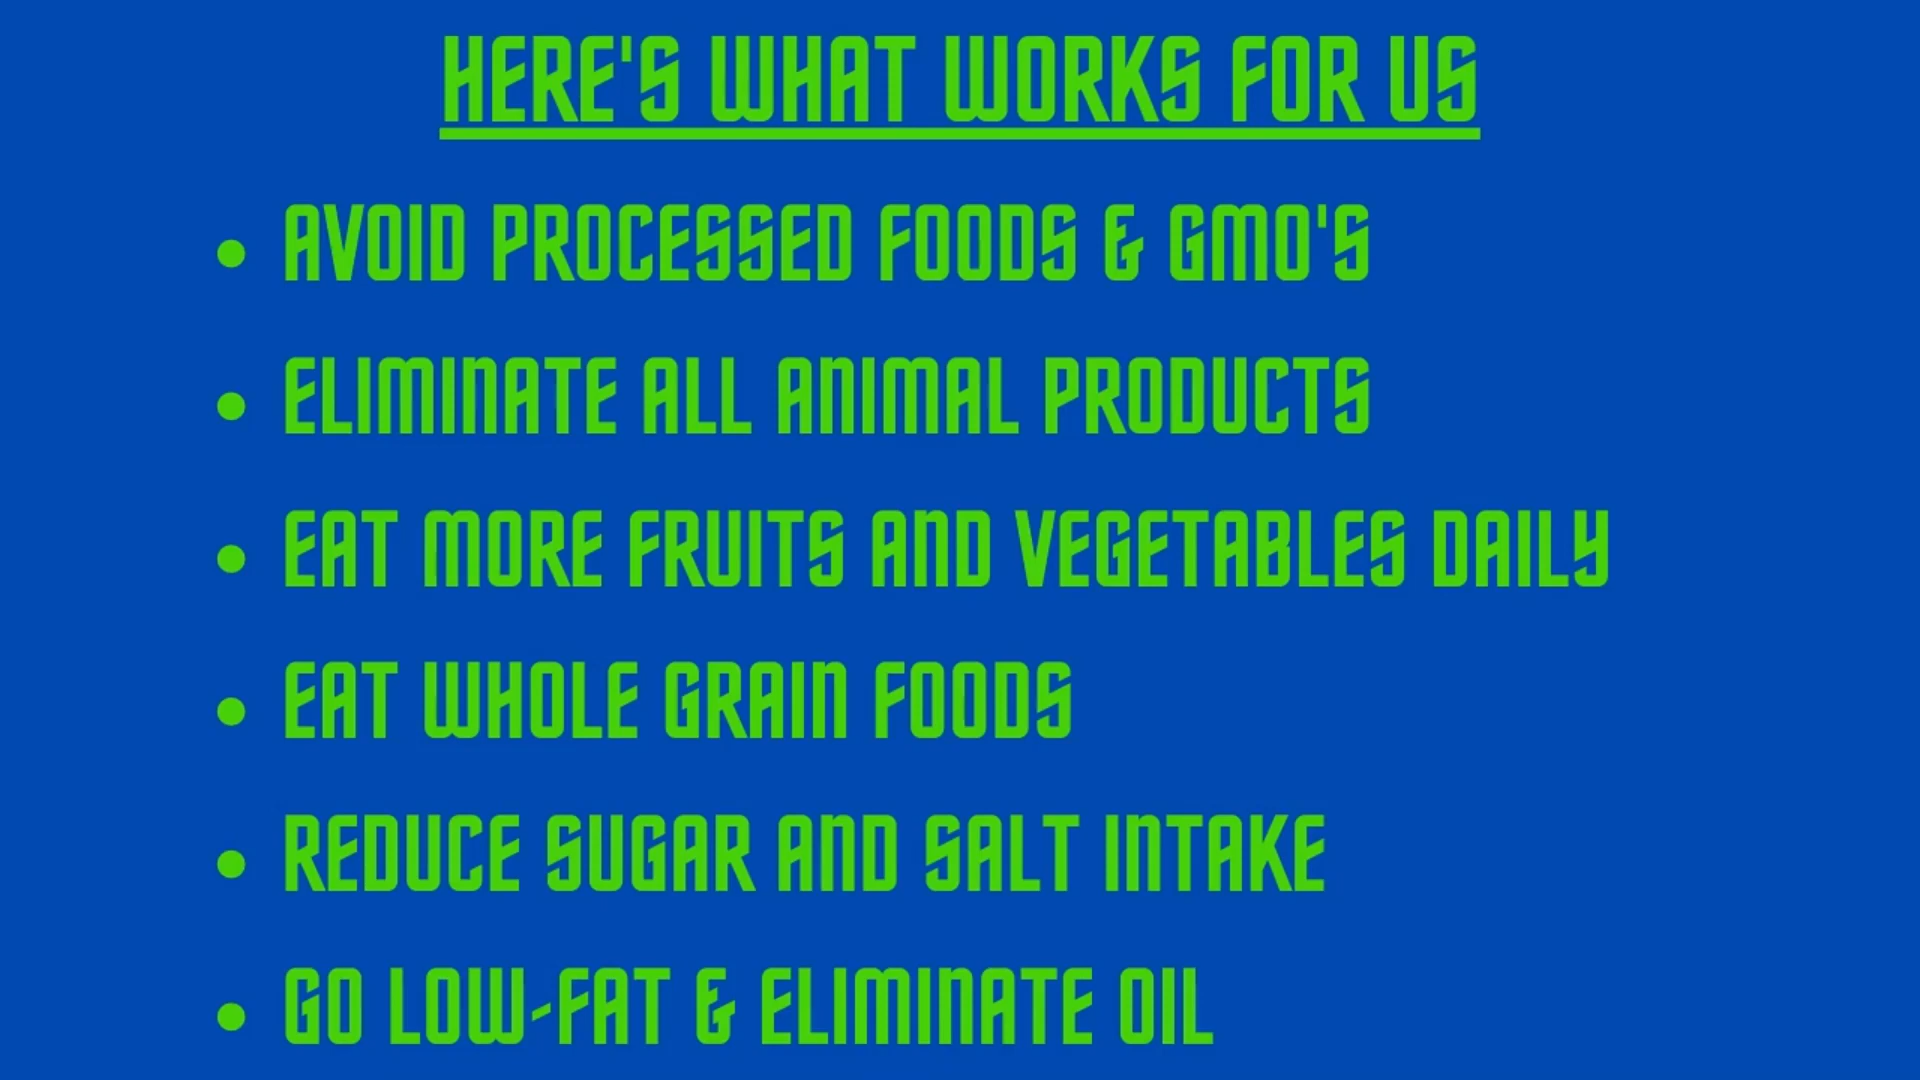 HERE'S WHAT WORKS FOR US
• AVOID PROCESSED FOODS & GMO'S
• ELIMINATE ALL ANIMAL PRODUCTS
• EAT MORE FRUITS AND VEGETABLES DAILY
• EAT WHOLE GRAIN FOODS
• REDUCE SUGAR AND SALT INTAKE
• GO LOW-FAT & ELIMINATE OIL